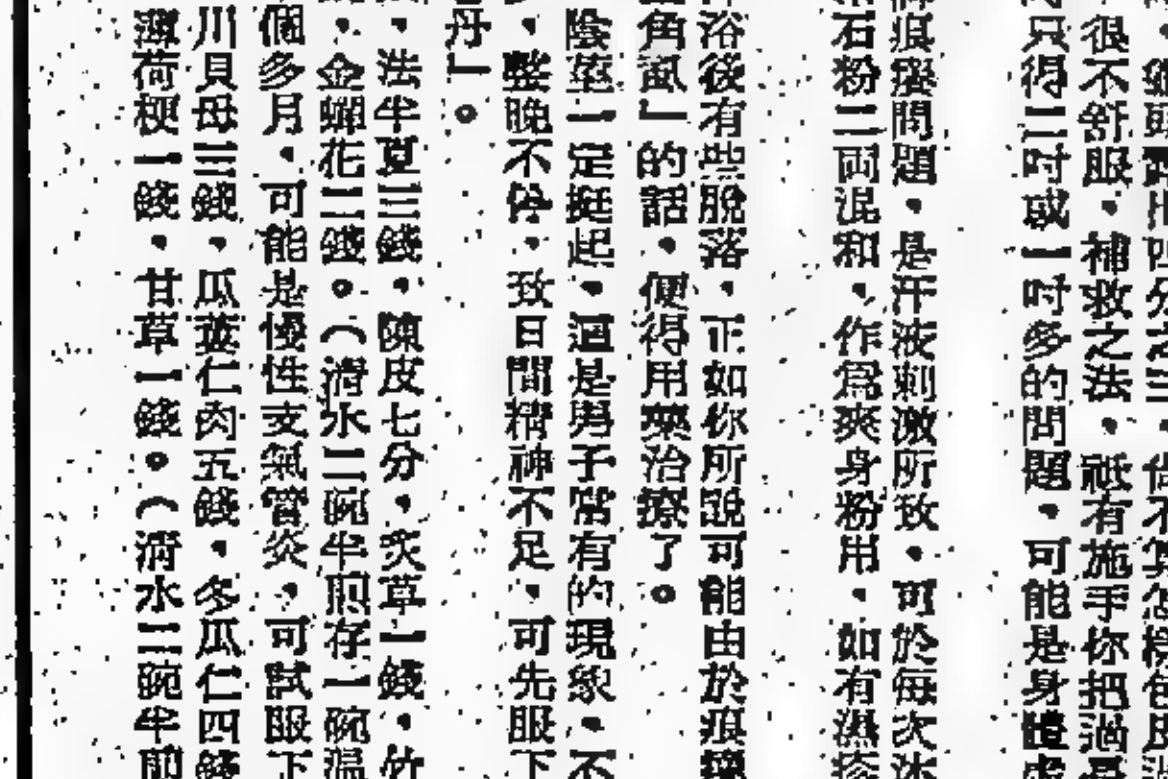 很不舒服，補救之法，祇有施手你把過
只得二吋或一吋多的問題，可能是身體
痕癢問題，是汗液刺激所致，可於每次沐
石粉二両混和，作爲爽身粉用，如有濕疹
浴後有些脫落，正如你所說可能由於痕癢
角風」的話，便得用藥治療了。
陰莖一定挺起，這是男子常有的現象，不
，整晚不停，致日間精神不足，可先服下
丹」。
，法半夏三錢，陳皮七分，炙草一錢，竹
，金蟬花二錢。（清水二碗半煎存一碗温
個多月，可能是慢性支氣管炎，可試服下
川貝母三錢，瓜蔞仁肉五錢，冬瓜仁四錢
薄荷梗一錢，甘草一錢。（清水二碗半煎